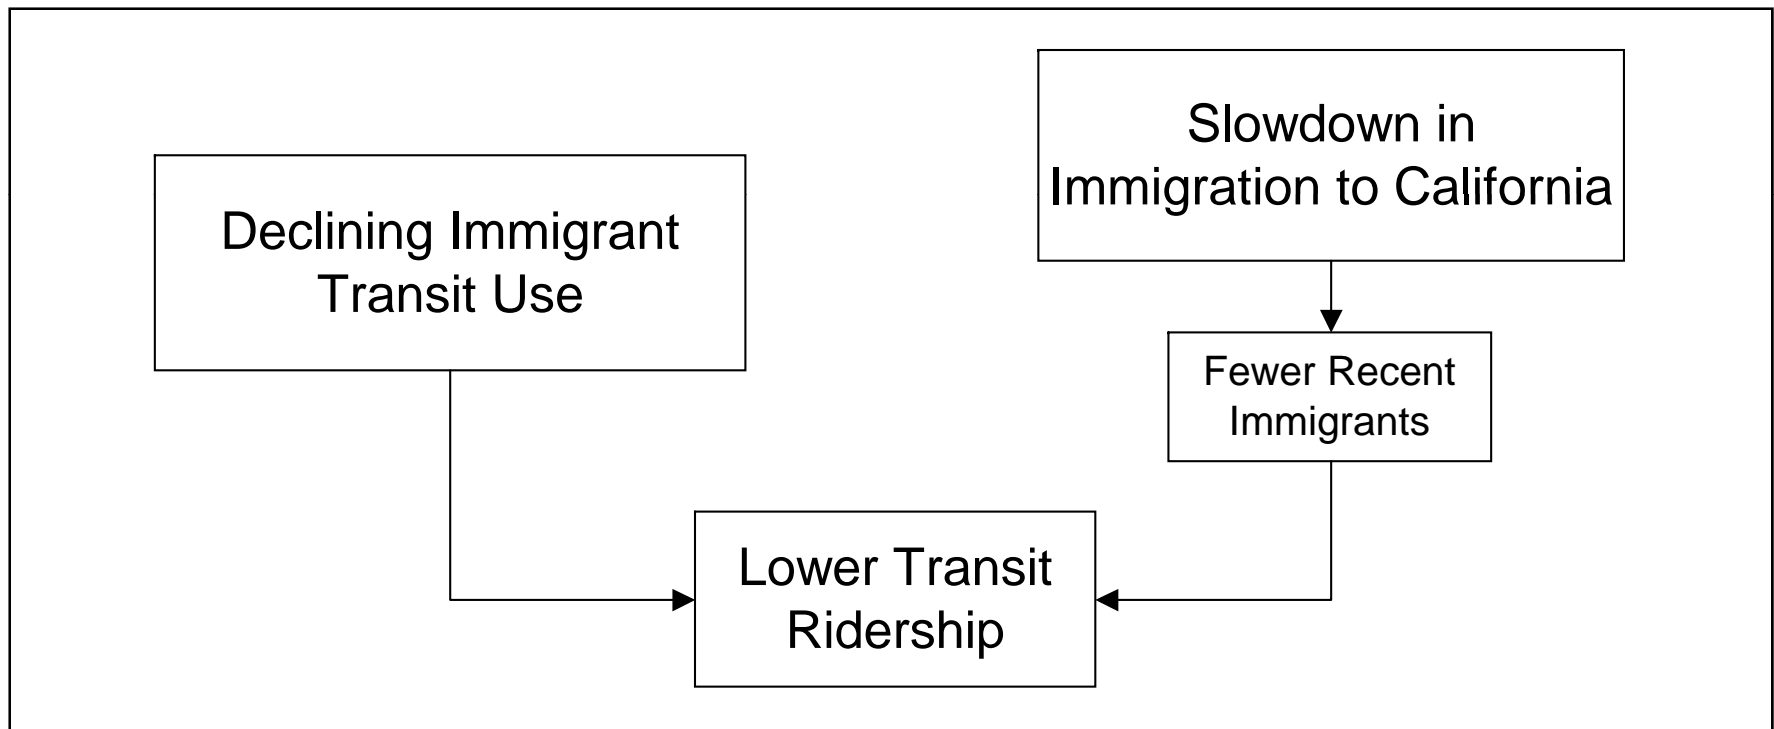 Declining Immigrant
Transit Use
Slowdown in
Immigration to California
Fewer Recent
Immigrants
Lower Transit
Ridership